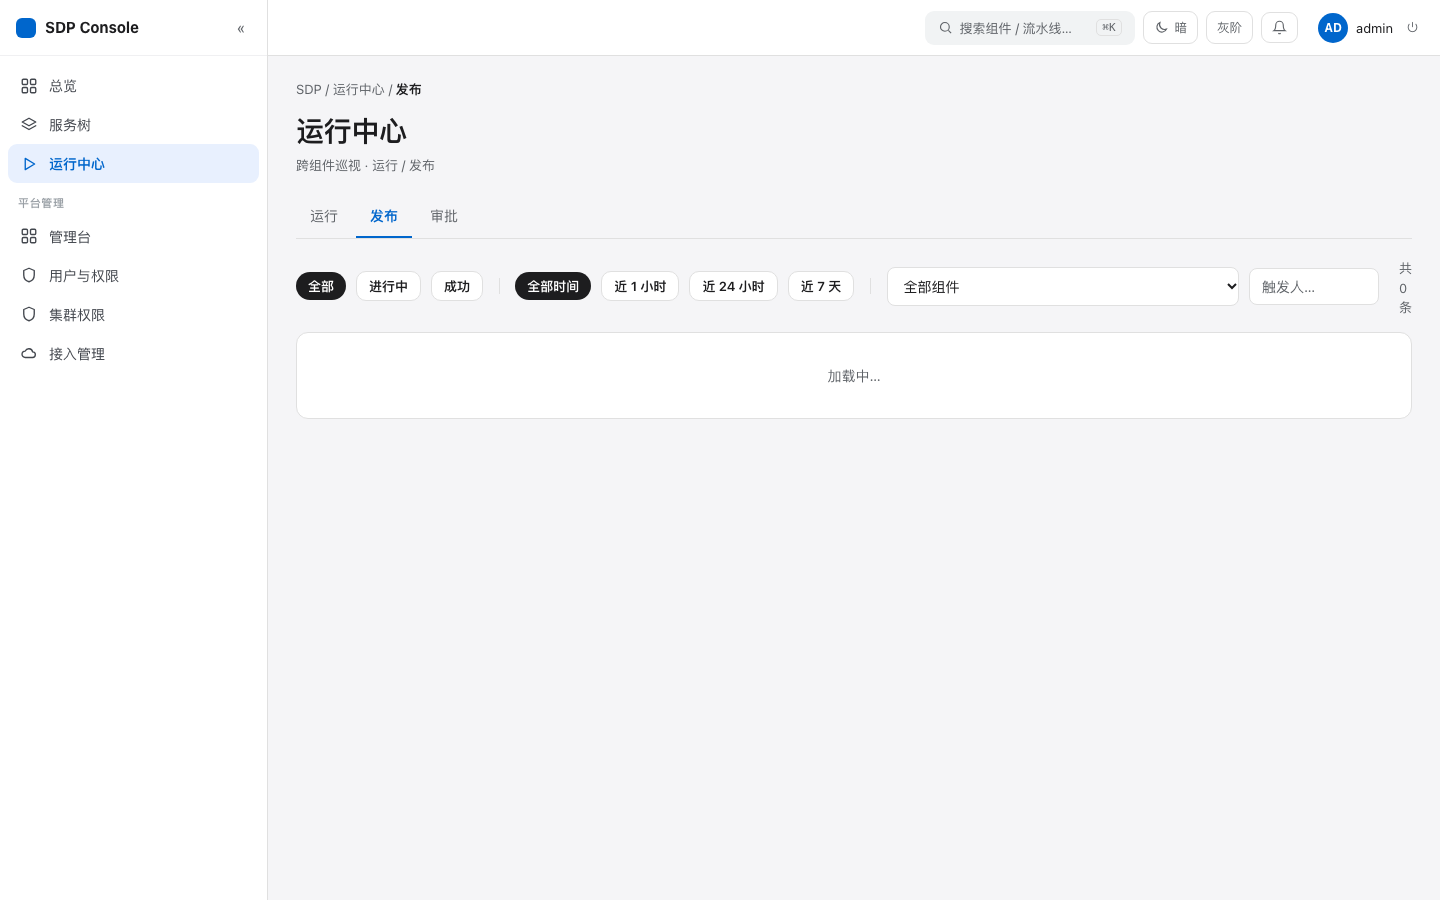 SDP Console «
搜索组件 / 流水线... ⌘K
暗
灰阶
AD admin
总览
服务树
运行中心
平台管理
管理台
用户与权限
集群权限
接入管理
SDP / 运行中心 / 发布
运行中心
跨组件巡视 · 运行 / 发布
运行 发布 审批
全部 进行中 成功 全部时间 近 1 小时 近 24 小时 近 7 天 全部组件 触发人...
共
0
条
加载中...